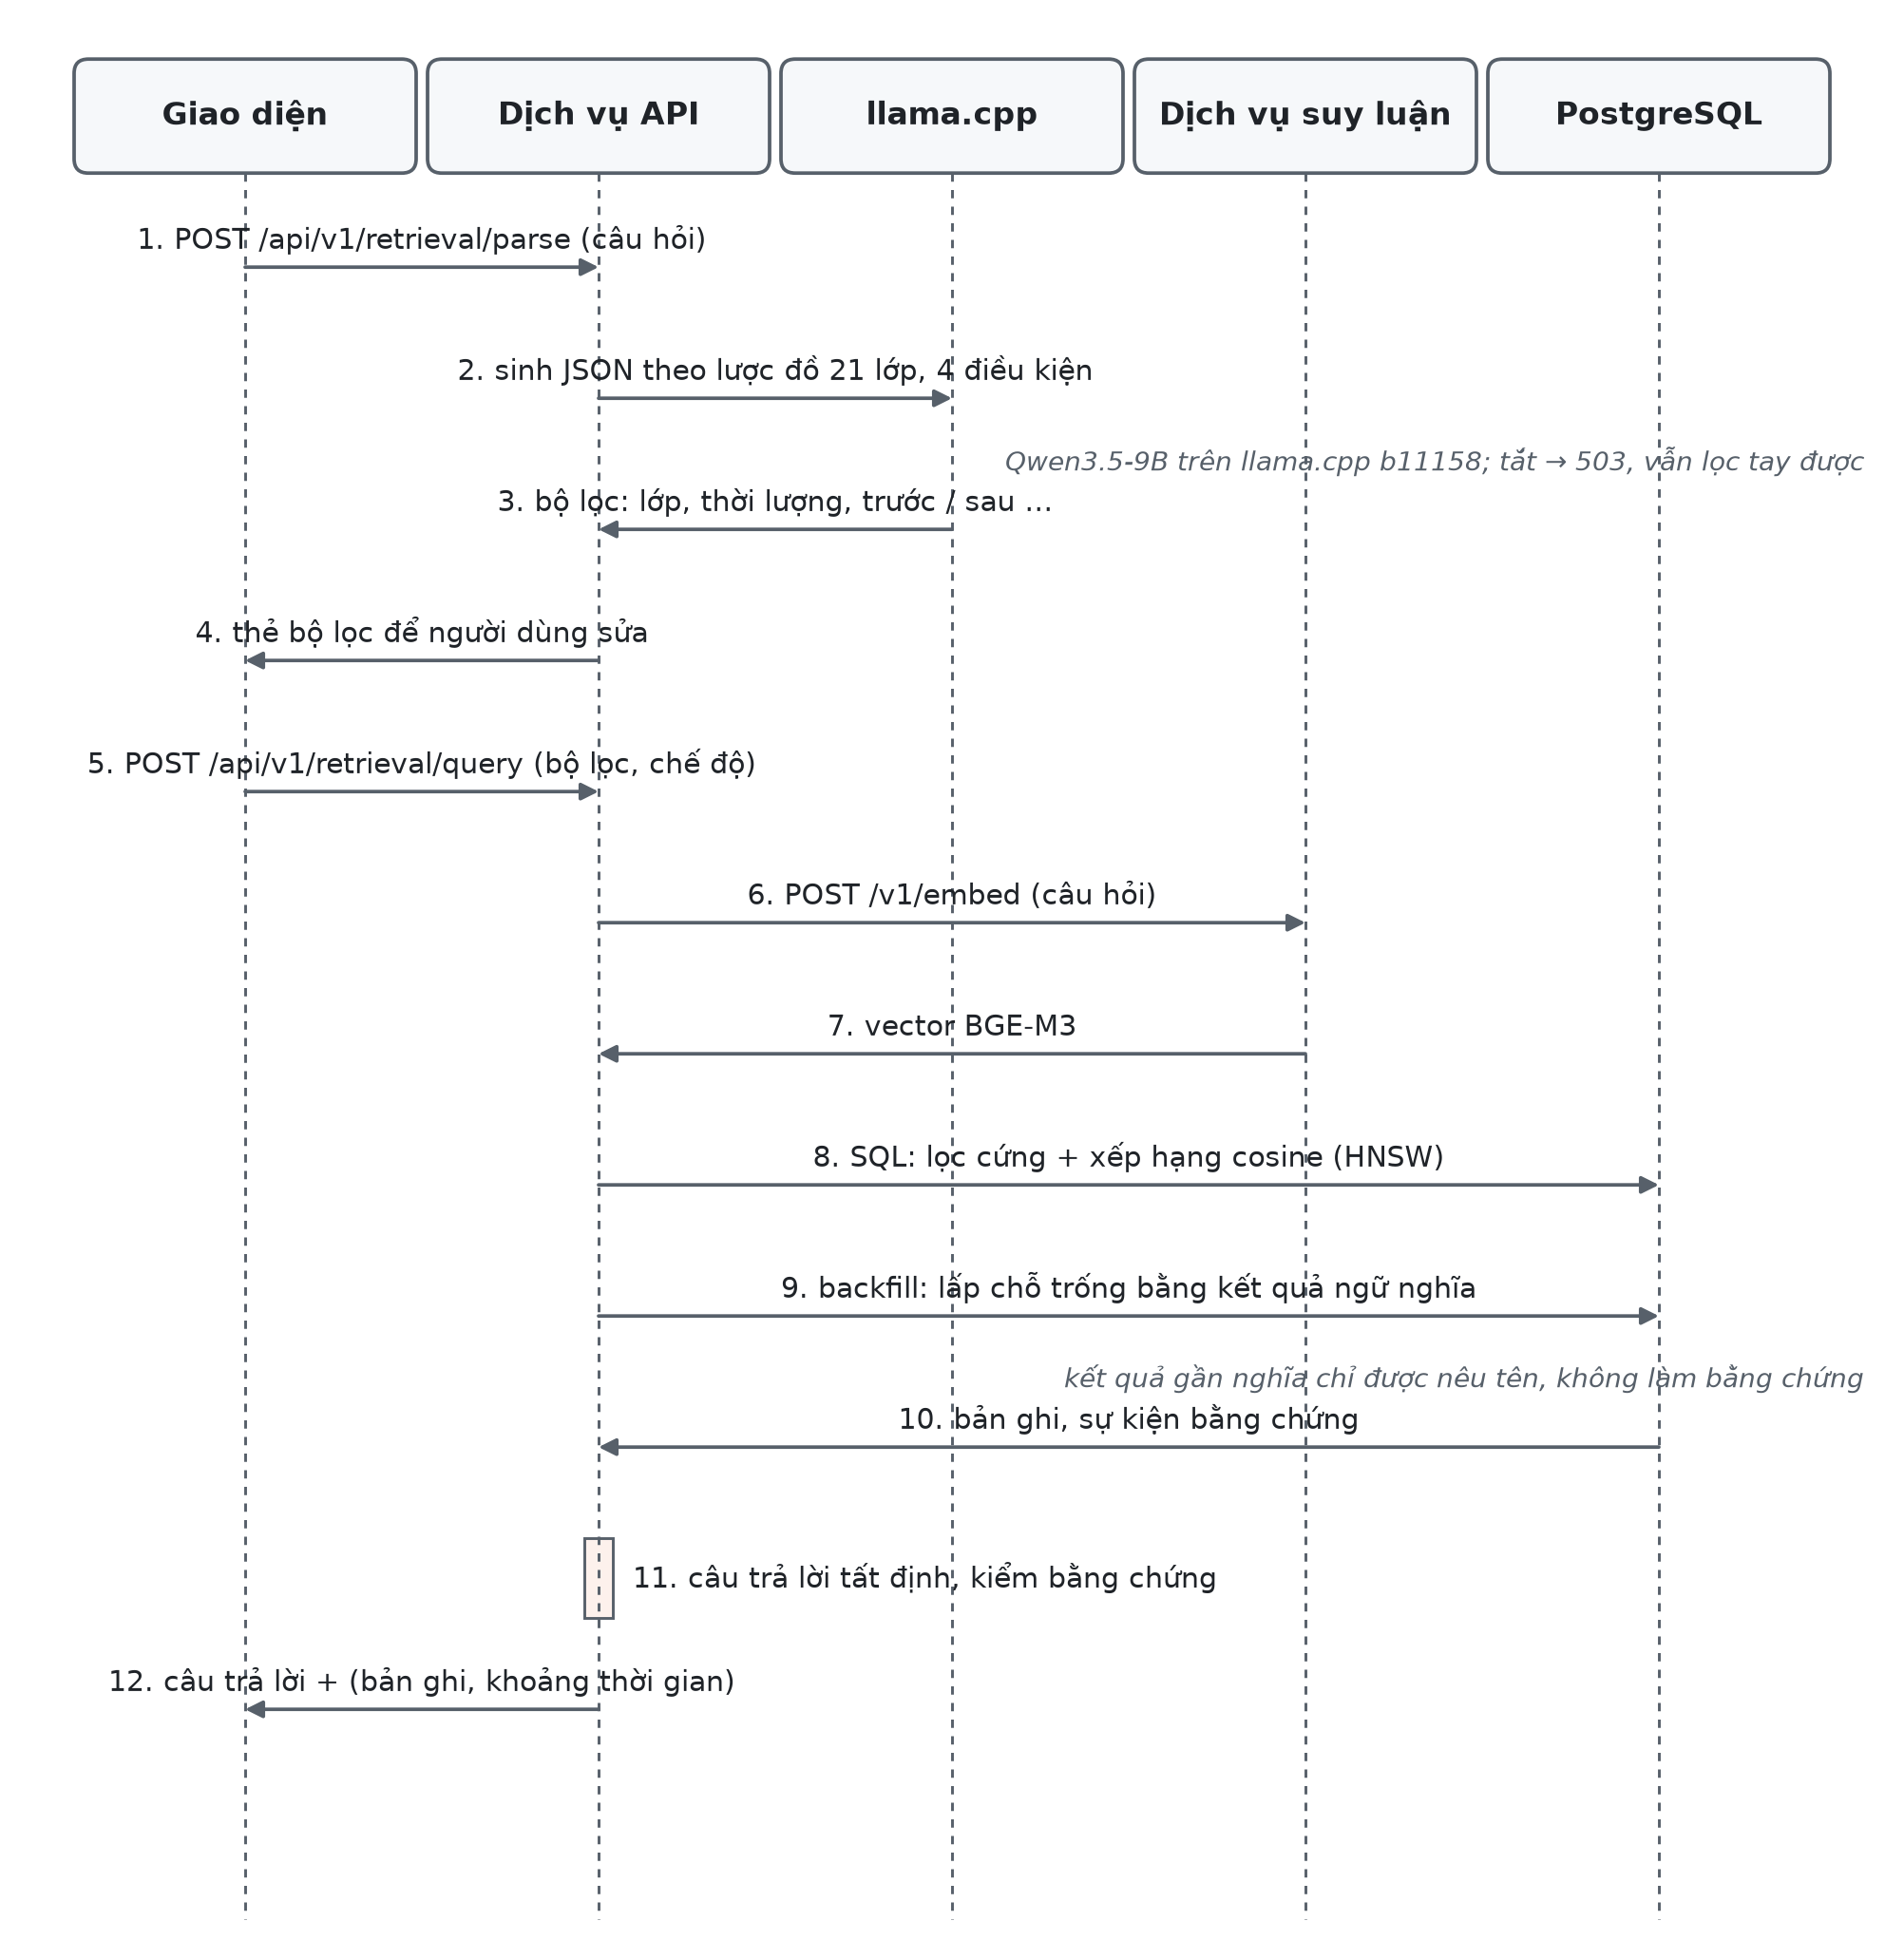 Giao diện
Dịch vụ API
llama.cpp
Dịch vụ suy luận
PostgreSQL
1. POST /api/v1/retrieval/parse (câu hỏi)
2. sinh JSON theo lược đồ 21 lớp, 4 điều kiện
Qwen3.5-9B trên llama.cpp b11158; tắt → 503, vẫn lọc tay được
3. bộ lọc: lớp, thời lượng, trước / sau ...
4. thẻ bộ lọc để người dùng sửa
5. POST /api/v1/retrieval/query (bộ lọc, chế độ)
6. POST /v1/embed (câu hỏi)
7. vector BGE-M3
8. SQL: lọc cứng + xếp hạng cosine (HNSW)
9. backfill: lấp chỗ trống bằng kết quả ngữ nghĩa
kết quả gần nghĩa chỉ được nêu tên, không làm bằng chứng
10. bản ghi, sự kiện bằng chứng
11. câu trả lời tất định, kiểm bằng chứng
12. câu trả lời + (bản ghi, khoảng thời gian)